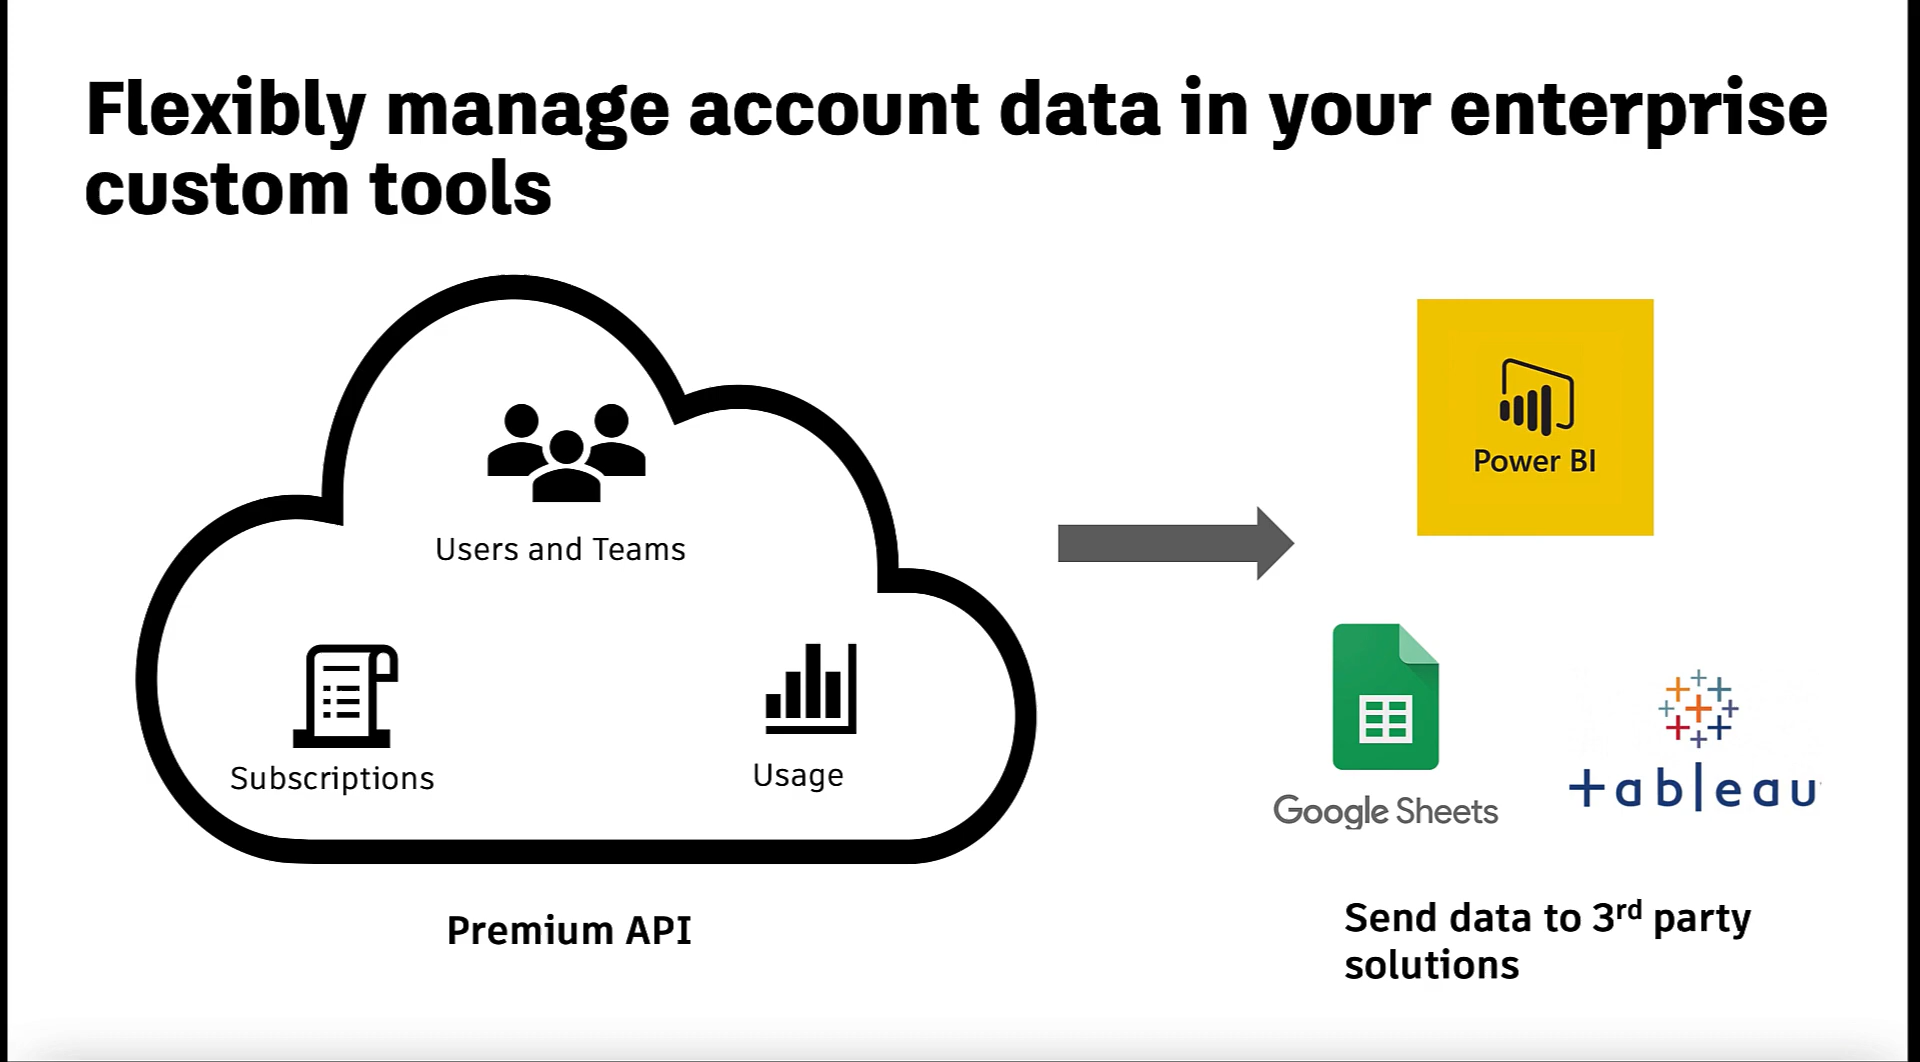 Flexibly manage account data in your enterprise
custom tools
Users and Teams
Subscriptions
Usage
Premium API
Power BI
Google Sheets
+ableau
Send data to 3rd party
solutions